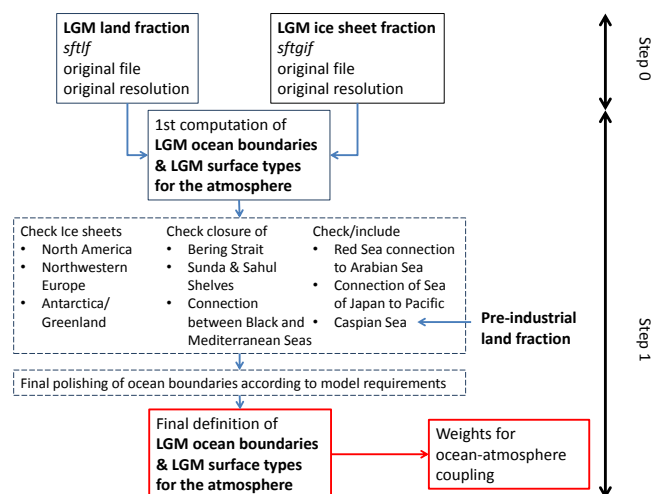 LGM land fraction
sftlf
original file
original resolution
LGM ice sheet fraction
sftgif
original file
original resolution
Step 0
1st computation of
LGM ocean boundaries
& LGM surface types
for the atmosphere
Check Ice sheets
• North America
• Northwestern
Europe
• Antarctica/
Greenland
Check closure of
• Bering Strait
• Sunda & Sahul
Shelves
• Connection
between Black and
Mediterranean Seas
Check/include
• Red Sea connection
to Arabian Sea
• Connection of Sea
of Japan to Pacific
• Caspian Sea
Pre-industrial
land fraction
Step 1
Final polishing of ocean boundaries according to model requirements
Final definition of
LGM ocean boundaries
& LGM surface types
for the atmosphere
Weights for
ocean-atmosphere
coupling